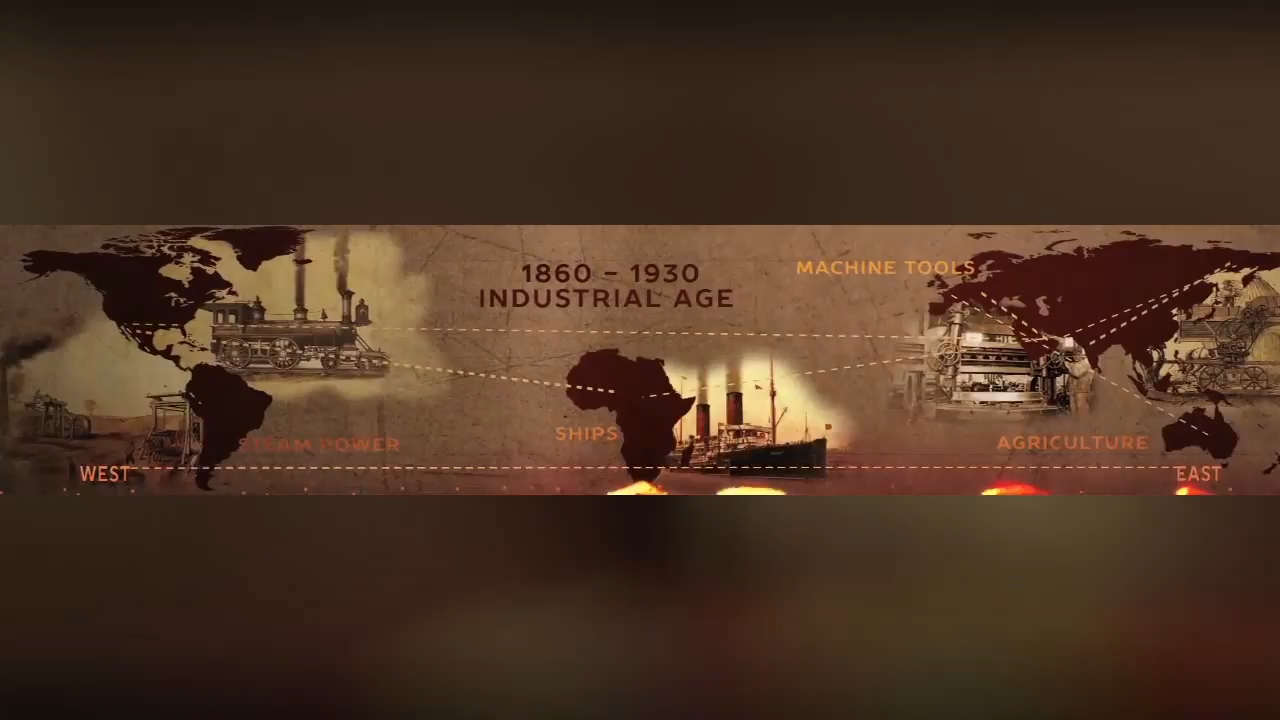 1860 – 1930
INDUSTRIAL AGE
MACHINE TOOLS
SHIPS
STEAM POWER
AGRICULTURE
WEST
EAST